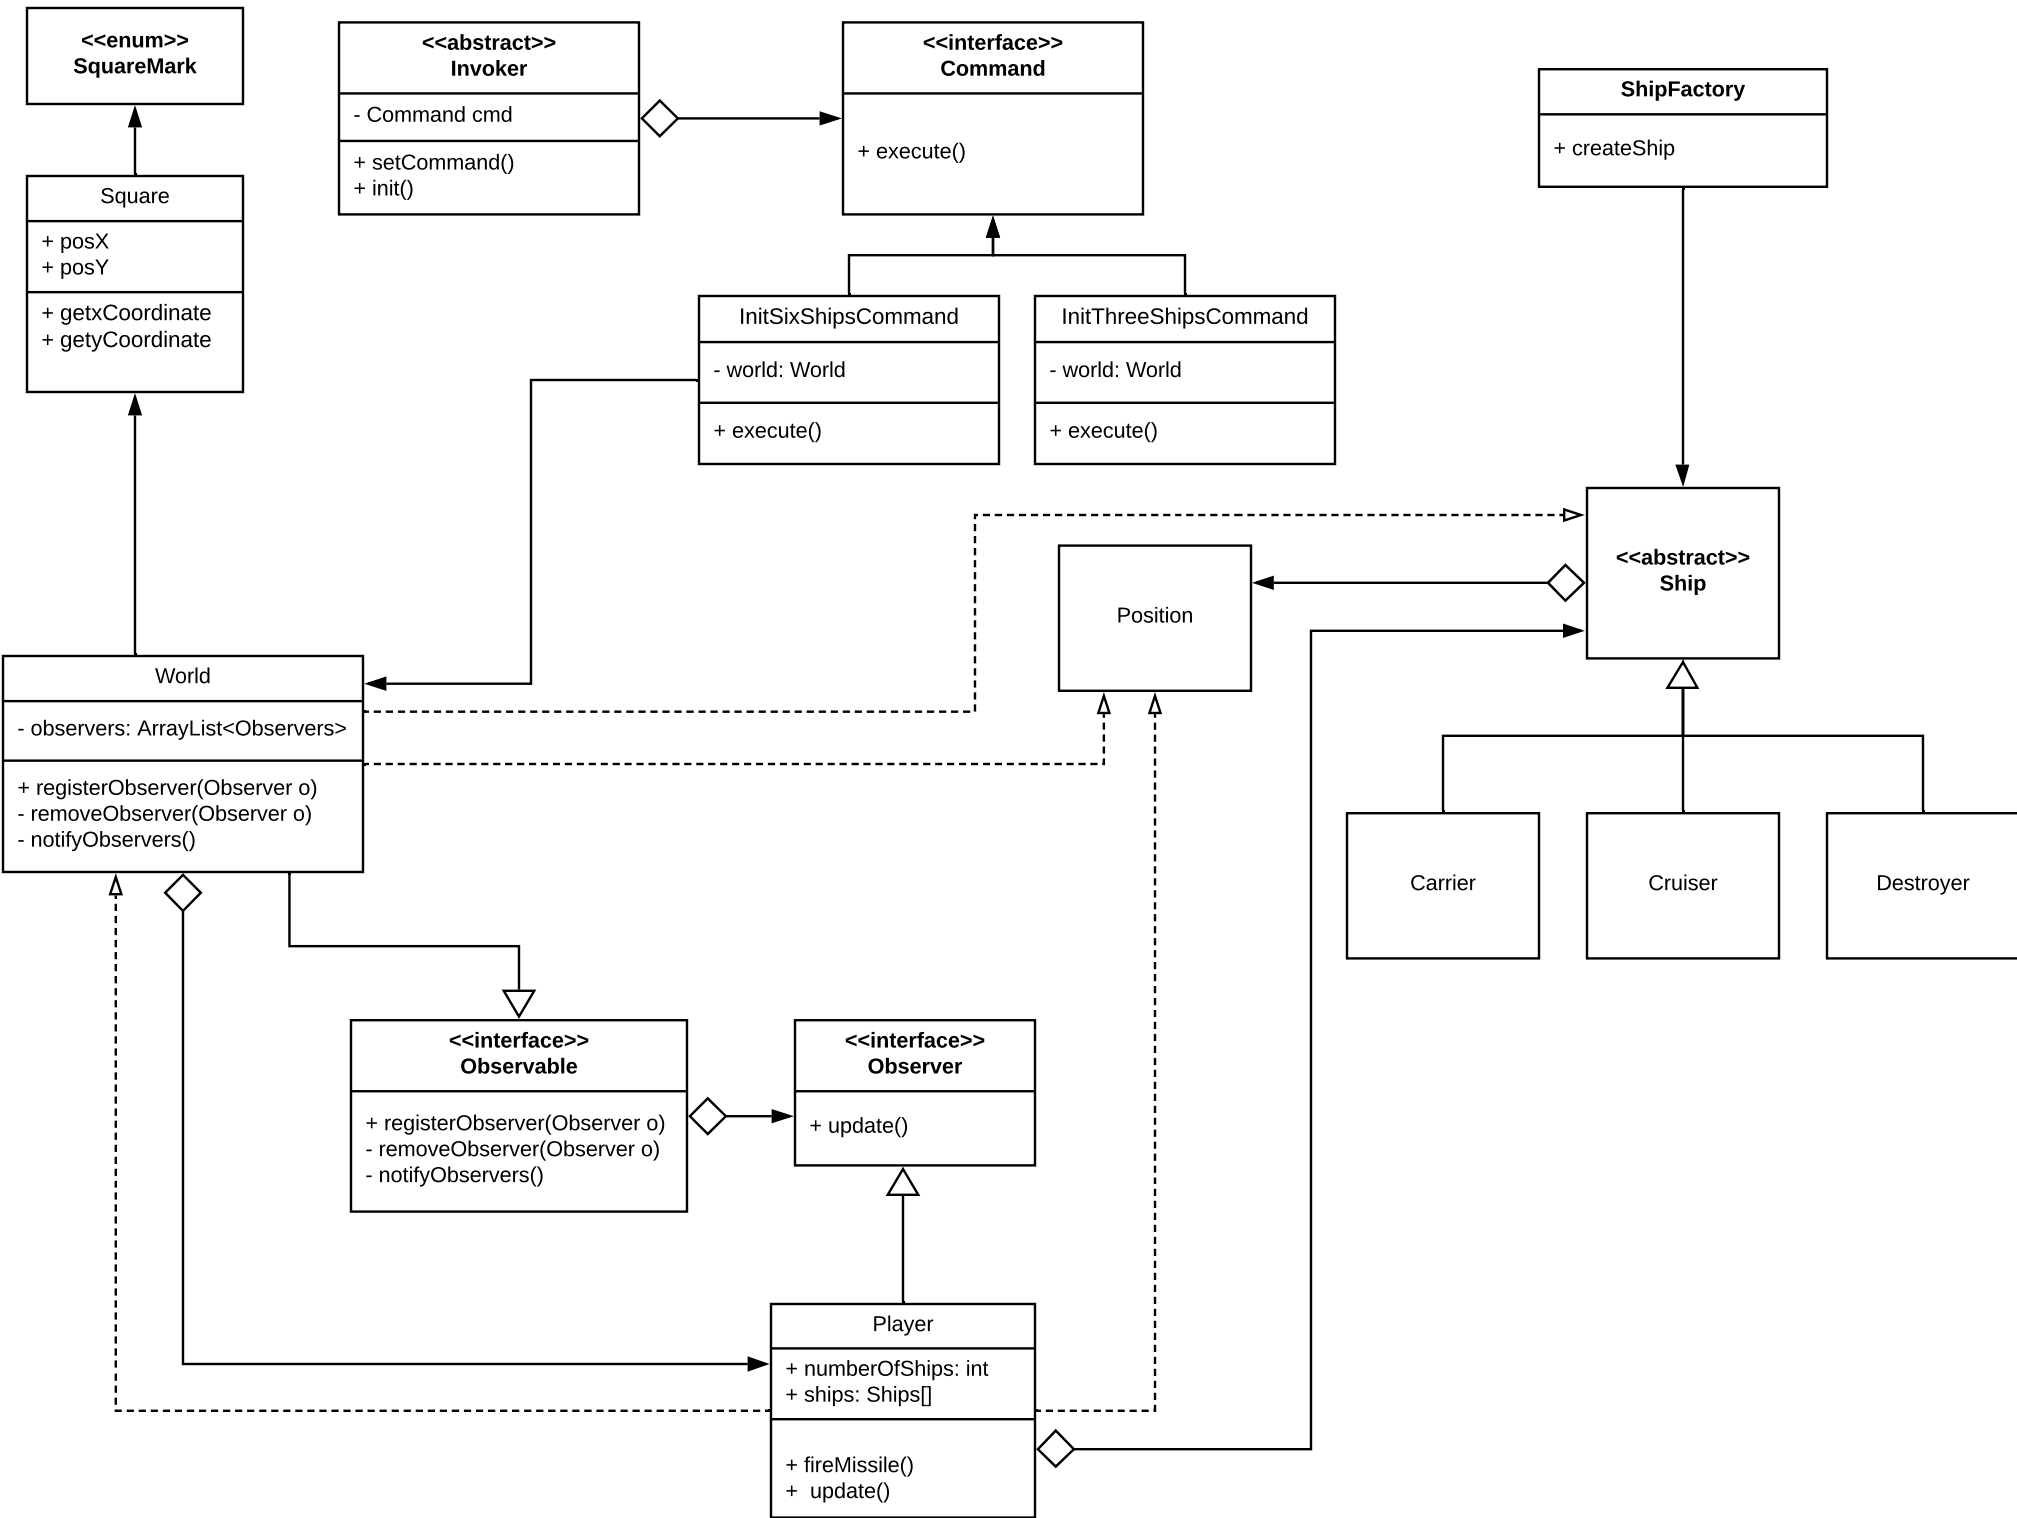 <<enum>>
SquareMark
<<abstract>>
Invoker
- Command cmd
+ setCommand()
+ init()
<<interface>>
Command
+ execute()
ShipFactory
+ createShip
Square
+ posX
+ posY
+ getxCoordinate
+ getyCoordinate
InitSixShipsCommand
- world: World
+ execute()
InitThreeShipsCommand
- world: World
+ execute()
<<abstract>>
Ship
Position
World
- observers: ArrayList<Observers>
+ registerObserver(Observer o)
- removeObserver(Observer o)
- notifyObservers()
Carrier
Cruiser
Destroyer
<<interface>>
Observable
+ registerObserver(Observer o)
- removeObserver(Observer o)
- notifyObservers()
<<interface>>
Observer
+ update()
Player
+ numberOfShips: int
+ ships: Ships[]
+ fireMissile()
+  update()